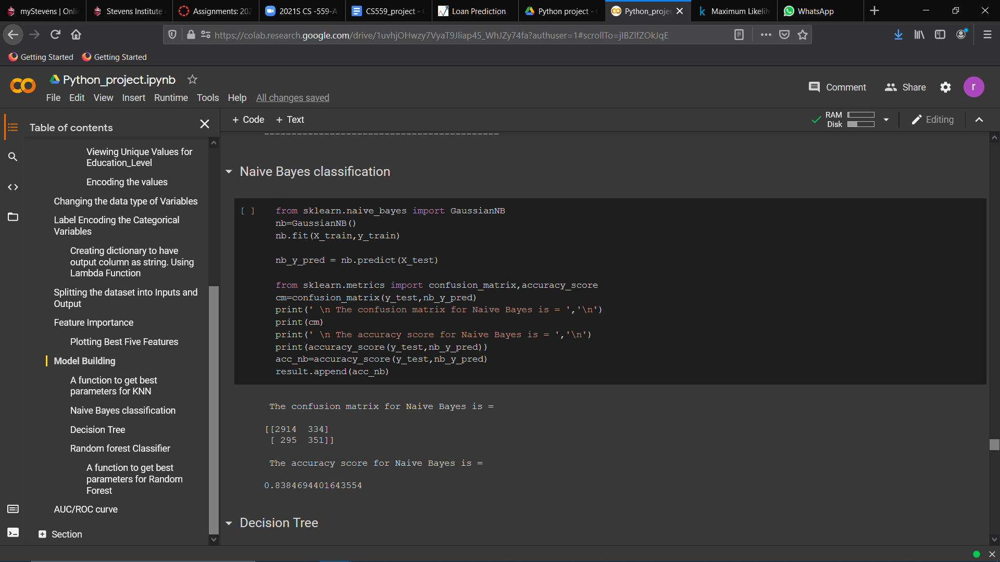 myStevens | Onli
Stevens Institute
Assignments: 202
2021S CS -559-A
CS559_project -
Loan Prediction
Python project -
Python_proje
Maximum Likelih
WhatsApp
https://colab.research.google.com/drive/1uvhjOHwzy7VyaT9Jliap45_WhJZy74fa?authuser=1#scrollTo=jIBZlfZOkJqE
Getting Started
Getting Started
Python_project.ipynb
Comment
Share
r
File Edit View Insert Runtime Tools Help All changes saved
Table of contents
+ Code + Text
RAM
Disk
Editing
Viewing Unique Values for
Education_Level
Encoding the values
Changing the data type of Variables
Label Encoding the Categorical
Variables
Creating dictionary to have
output column as string. Using
Lambda Function
Splitting the dataset into Inputs and
Output
Feature Importance
Plotting Best Five Features
Model Building
A function to get best
parameters for KNN
Naive Bayes classification
Decision Tree
Random forest Classifier
A function to get best
parameters for Random
Forest
AUC/ROC curve
Section
--------------------------------------------
Naive Bayes classification
[ ] from sklearn.naive_bayes import GaussianNB
nb=GaussianNB()
nb.fit(X_train,y_train)
nb_y_pred = nb.predict(X_test)
from sklearn.metrics import confusion_matrix,accuracy_score
cm=confusion_matrix(y_test,nb_y_pred)
print(' \n The confusion matrix for Naive Bayes is = ','\n')
print(cm)
print(' \n The accuracy score for Naive Bayes is = ','\n')
print(accuracy_score(y_test,nb_y_pred))
acc_nb=accuracy_score(y_test,nb_y_pred)
result.append(acc_nb)
The confusion matrix for Naive Bayes is =
[[2914 334]
[ 295 351]]
The accuracy score for Naive Bayes is =
0.8384694401643554
Decision Tree